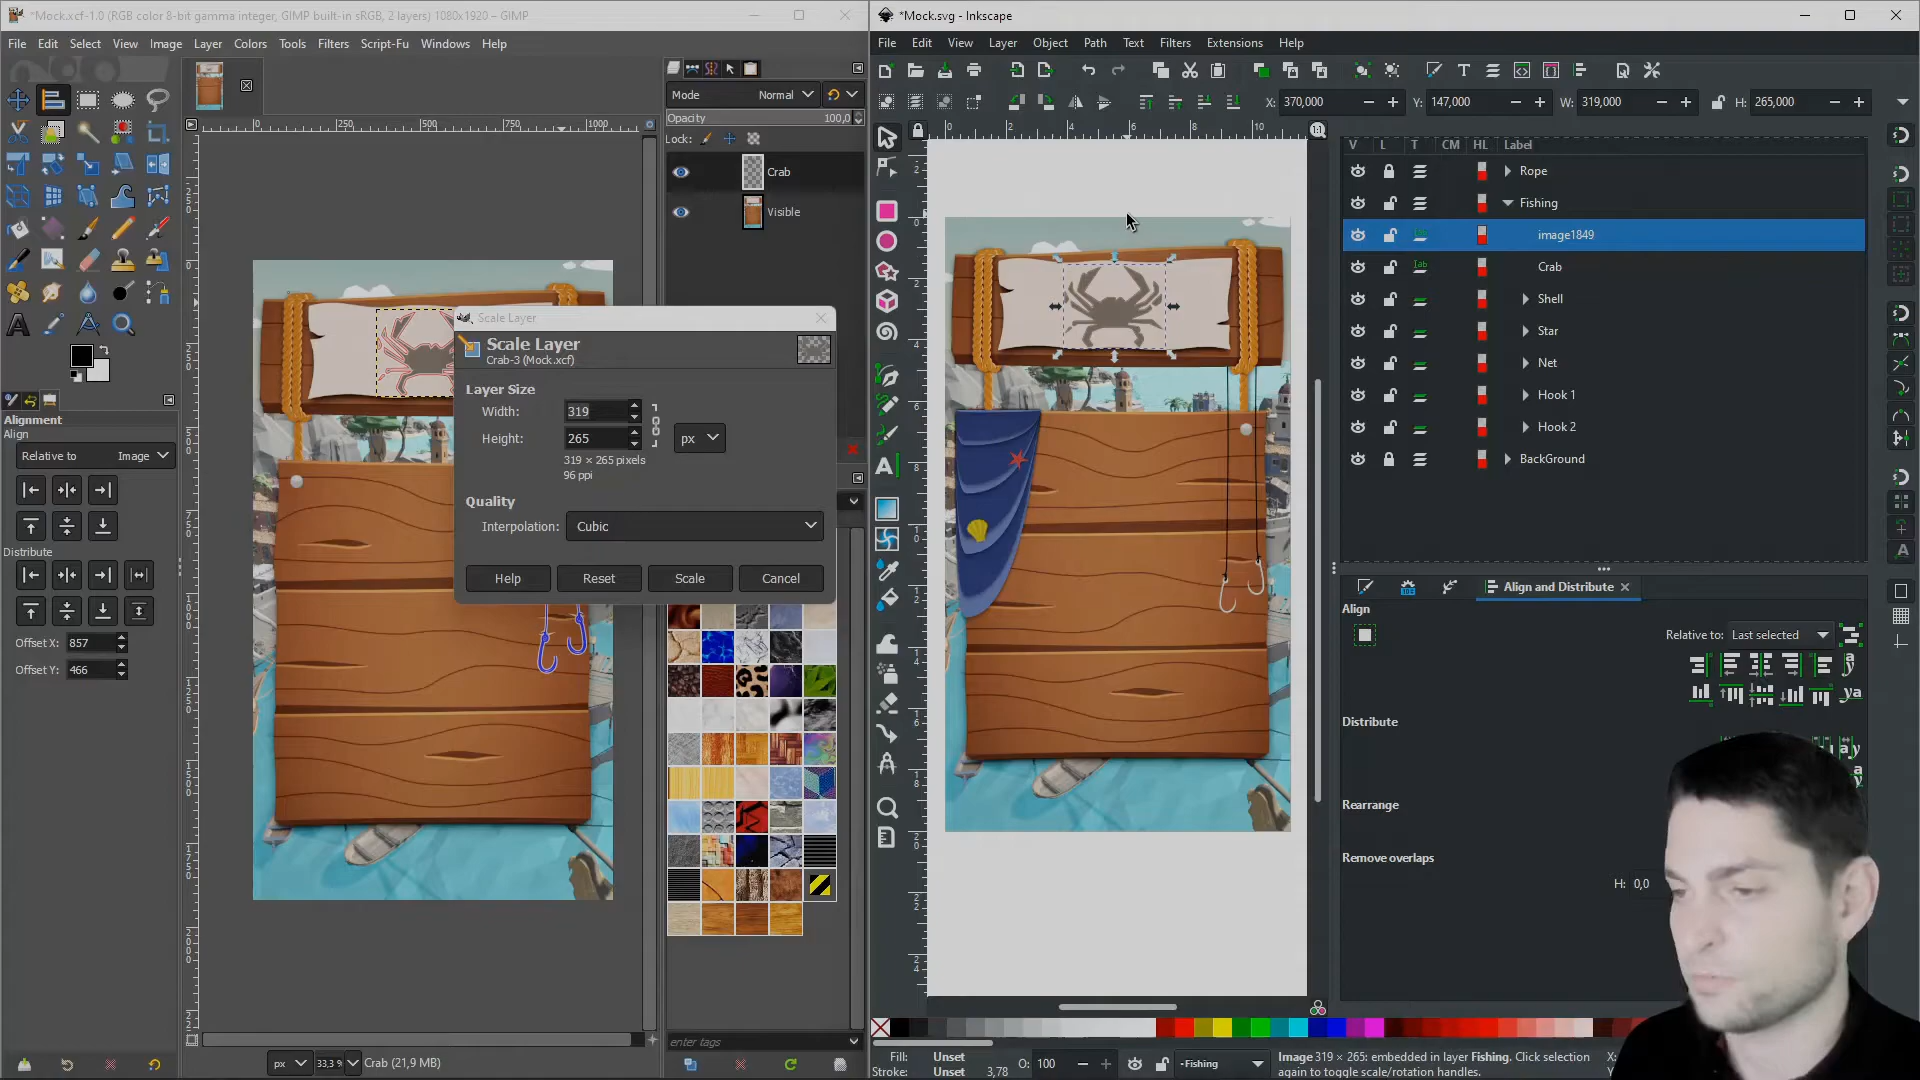 *Mock.xcf-1.0 (RGB color 8-bit gamma integer, GIMP built-in sRGB, 2 layers) 1080x1920 – GIMP
File Edit Select View Image Layer Colors Tools Filters Script-Fu Windows Help
Mode Normal
Opacity 100,0
Lock:
Crab
Visible
Alignment
Align
Relative to Image
Distribute
Offset X: 857
Offset Y: 466
Scale Layer
Scale Layer
Crab-3 (Mock.xcf)
Layer Size
Width: 319
Height: 265
px
319 × 265 pixels
96 ppi
Quality
Interpolation: Cubic
Help Reset Scale Cancel
enter tags
px 33,3 Crab (21,9 MB)
*Mock.svg - Inkscape
File Edit View Layer Object Path Text Filters Extensions Help
X: 370,000 Y: 147,000 W: 319,000 H: 265,000
V L T CM HL Label
Rope
Fishing
image1849
Crab
Shell
Star
Net
Hook 1
Hook 2
BackGround
Align and Distribute
Align
Relative to: Last selected
Distribute
Rearrange
Remove overlaps
H: 0,0
Fill: Unset
Stroke: Unset 3,78
O: 100
-Fishing
Image 319 × 265: embedded in layer Fishing. Click selection
again to toggle scale/rotation handles.
X: